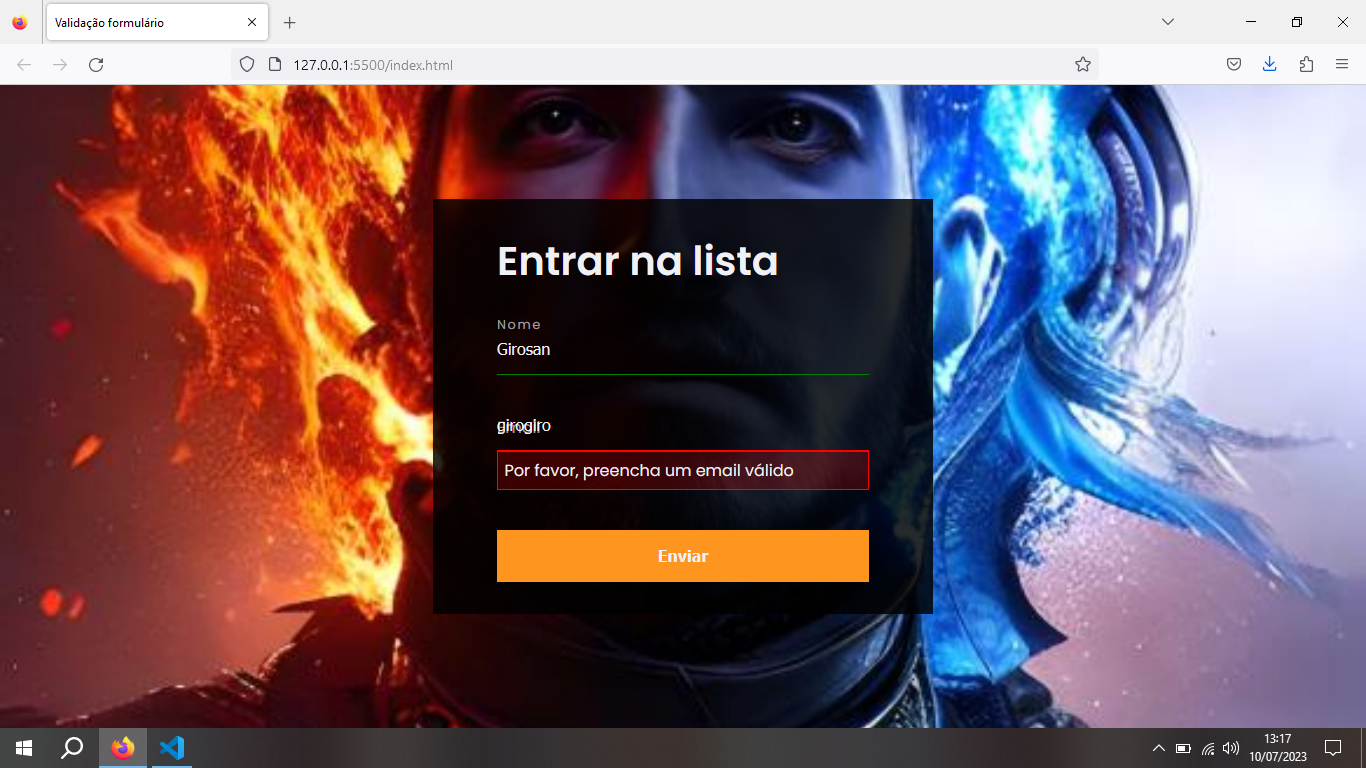 Validação formulário
127.0.0.1:5500/index.html
Entrar na lista
Nome
Girosan
girogiro
Por favor, preencha um email válido
Enviar
13:17
10/07/2023